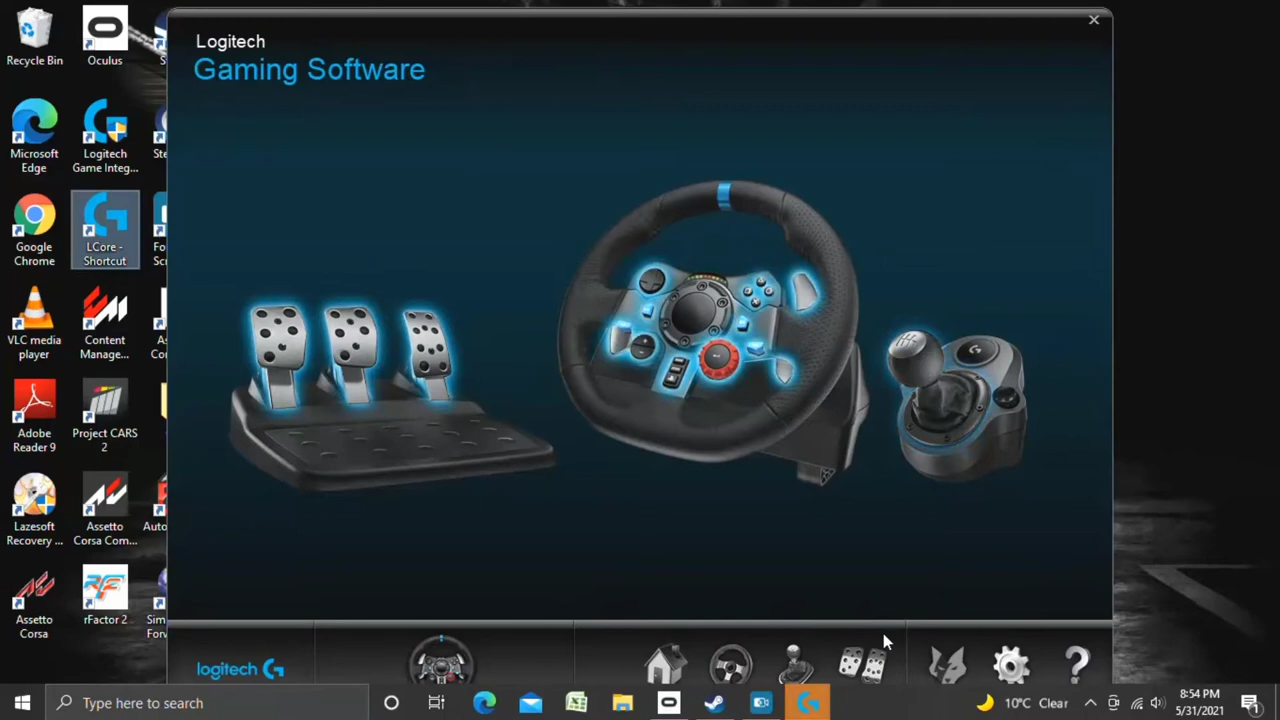 Recycle Bin
Oculus
Microsoft
Edge
Logitech
Game Integ...
Google
Chrome
LCore -
Shortcut
VLC media
player
Content
Manage...
Adobe
Reader 9
Project CARS
2
Lazesoft
Recovery ...
Assetto
Corsa Com...
Assetto
Corsa
rFactor 2
Logitech
Gaming Software
logitech
Type here to search
10°C Clear
8:54 PM
5/31/2021